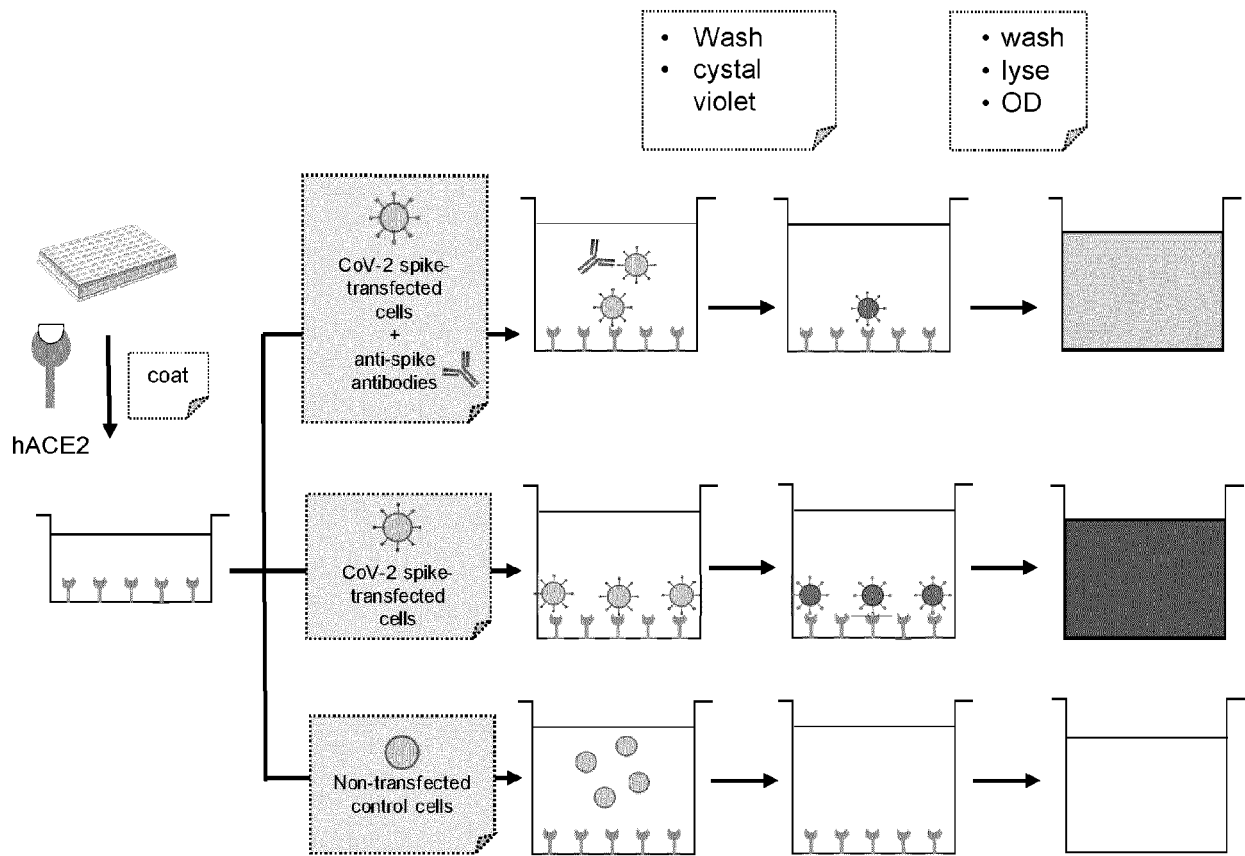 • Wash
• cystal
violet
• wash
• lyse
• OD
coat
hACE2
CoV-2 spike-
transfected
cells
+
anti-spike
antibodies
CoV-2 spike-
transfected
cells
Non-transfected
control cells